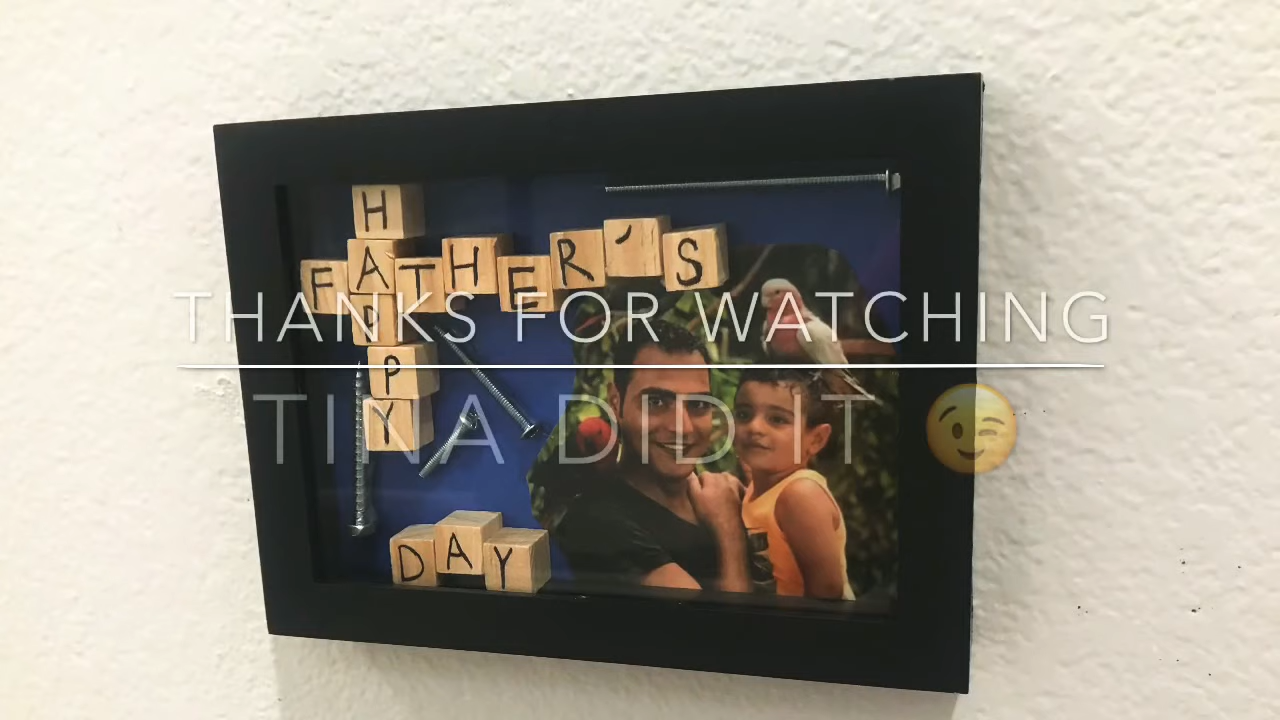 HAPPY
FATHER'S
DAY
THANKS FOR WATCHING
TINA DID IT 😉